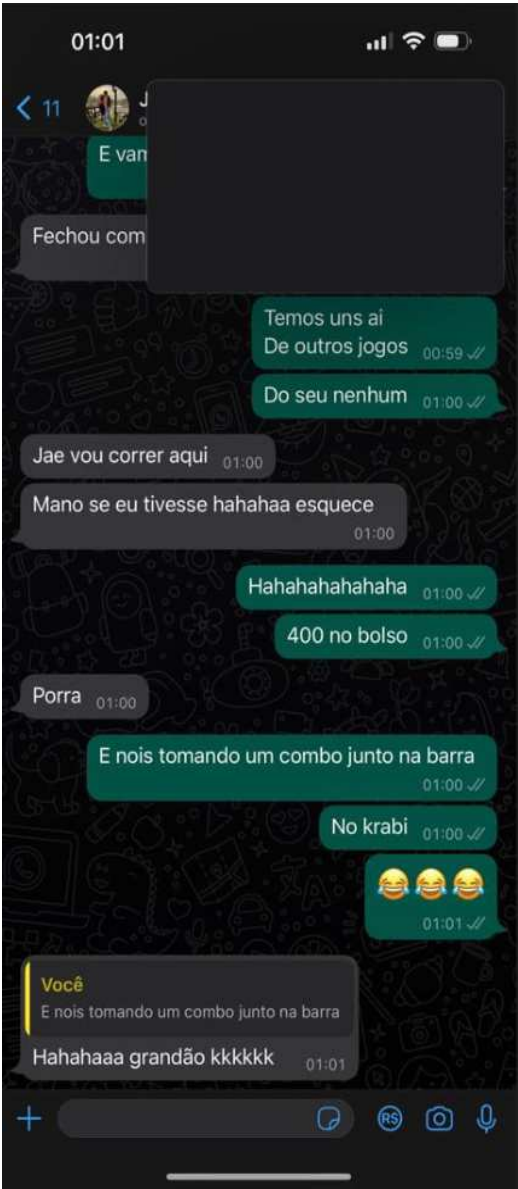 01:01
11
J
E vam
Fechou com
Temos uns ai
De outros jogos 00:59
Do seu nenhum 01:00
Jae vou correr aqui 01:00
Mano se eu tivesse hahahaa esquece
01:00
Hahahahahahaha 01:00
400 no bolso 01:00
Porra 01:00
E nois tomando um combo junto na barra
01:00
No krabi 01:00
😂😂😂
01:01
Você
E nois tomando um combo junto na barra
Hahahaaa grandão kkkkkk 01:01
R$